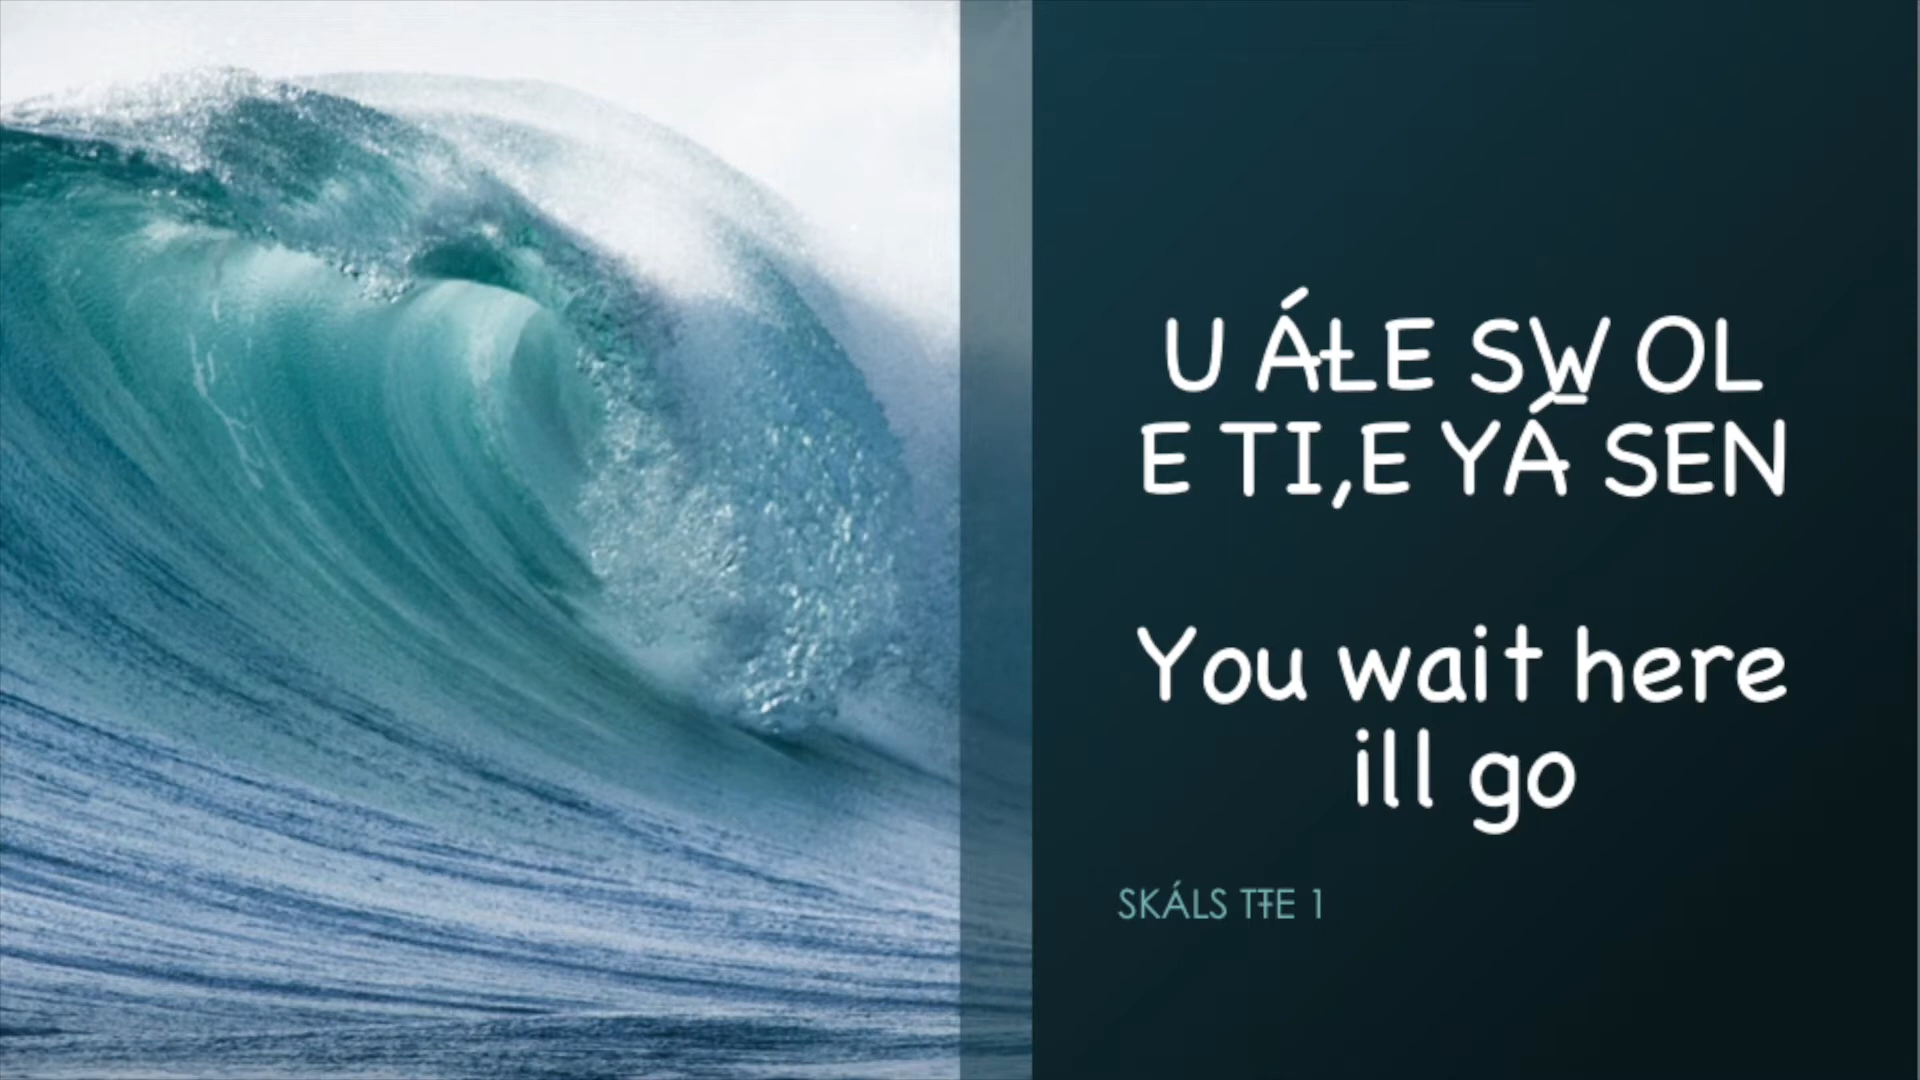 U ÁȽE SW̱ OL
E TI,E YÁ SEN
You wait here
ill go
SKÁLS TŦE 1